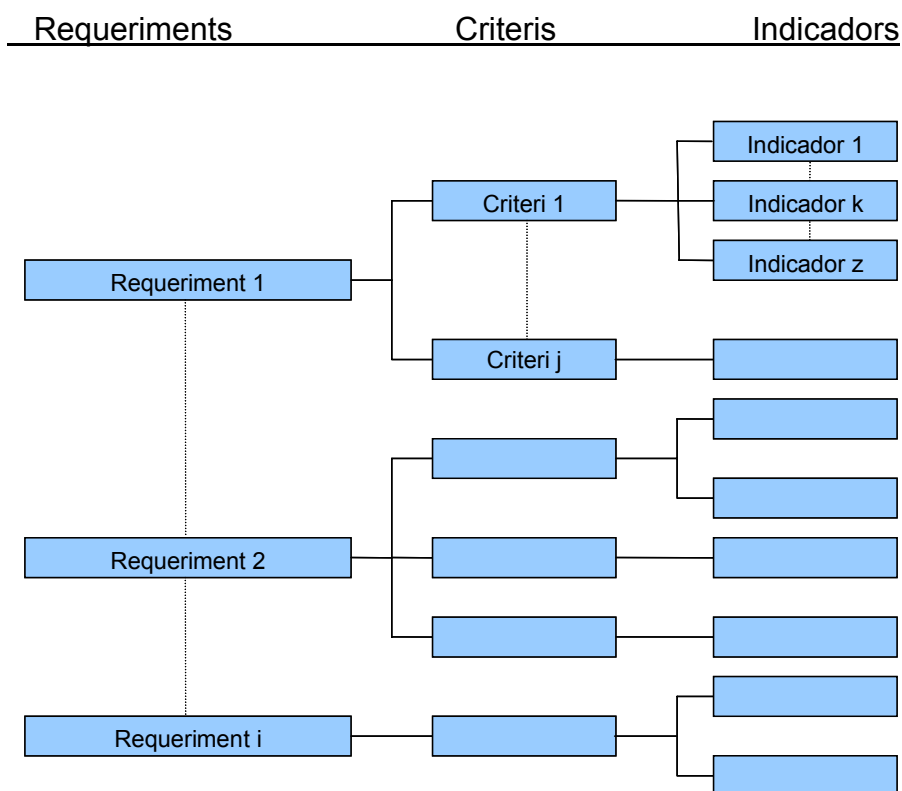 Requeriments Criteris Indicadors
Indicador 1
Criteri 1 Indicador k
Indicador z
Requeriment 1
Criteri j
Requeriment 2
Requeriment i